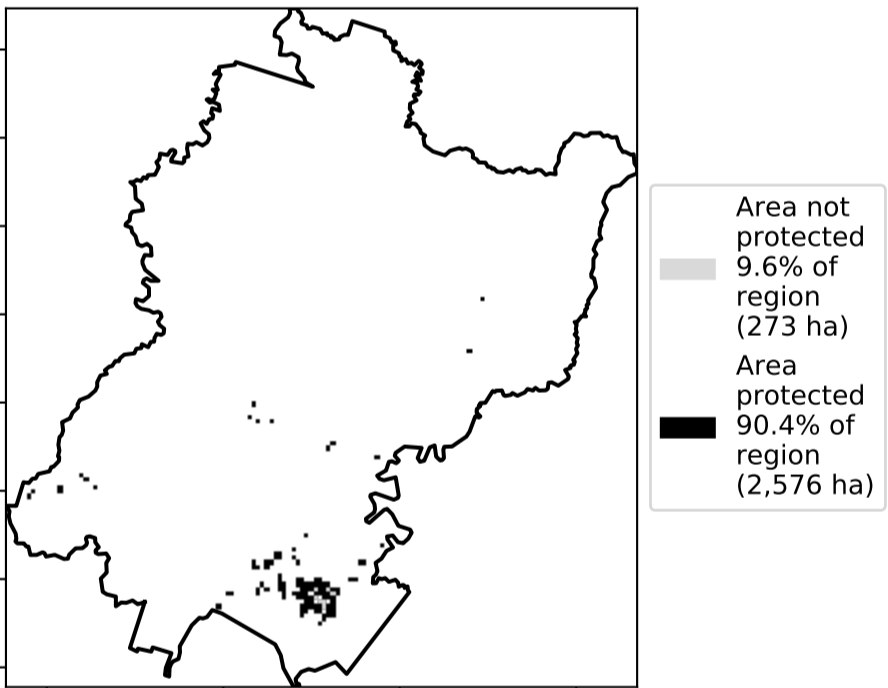 Area not
protected
9.6% of
region
(273 ha)
Area
protected
90.4% of
region
(2,576 ha)